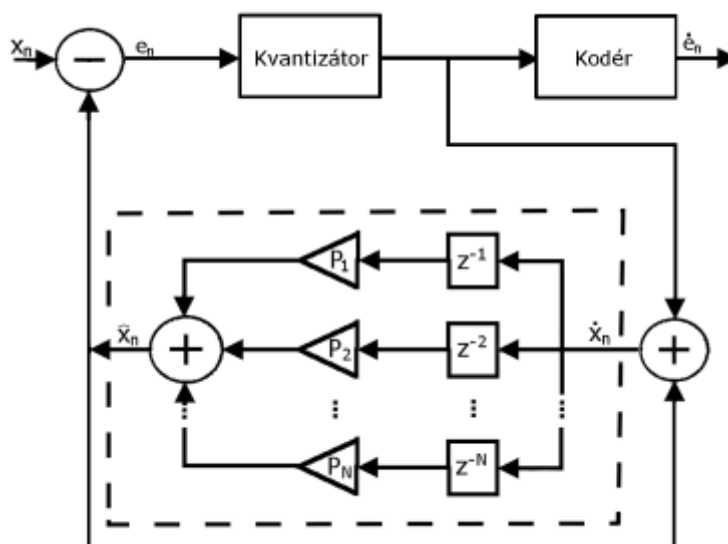 xₙ
−
eₙ
Kvantizátor
Kodér
ėₙ
P₁
z⁻¹
x̂ₙ
+
P₂
z⁻²
ẋₙ
+
Pₙ
z⁻ᴺ